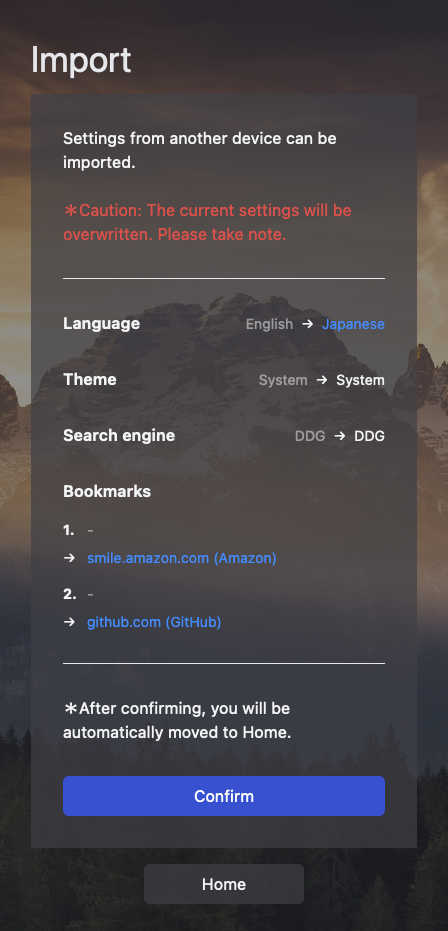 Import
Settings from another device can be
imported.
＊Caution: The current settings will be
overwritten. Please take note.
Language English → Japanese
Theme System → System
Search engine DDG → DDG
Bookmarks
1. -
→ smile.amazon.com (Amazon)
2. -
→ github.com (GitHub)
＊After confirming, you will be
automatically moved to Home.
Confirm
Home